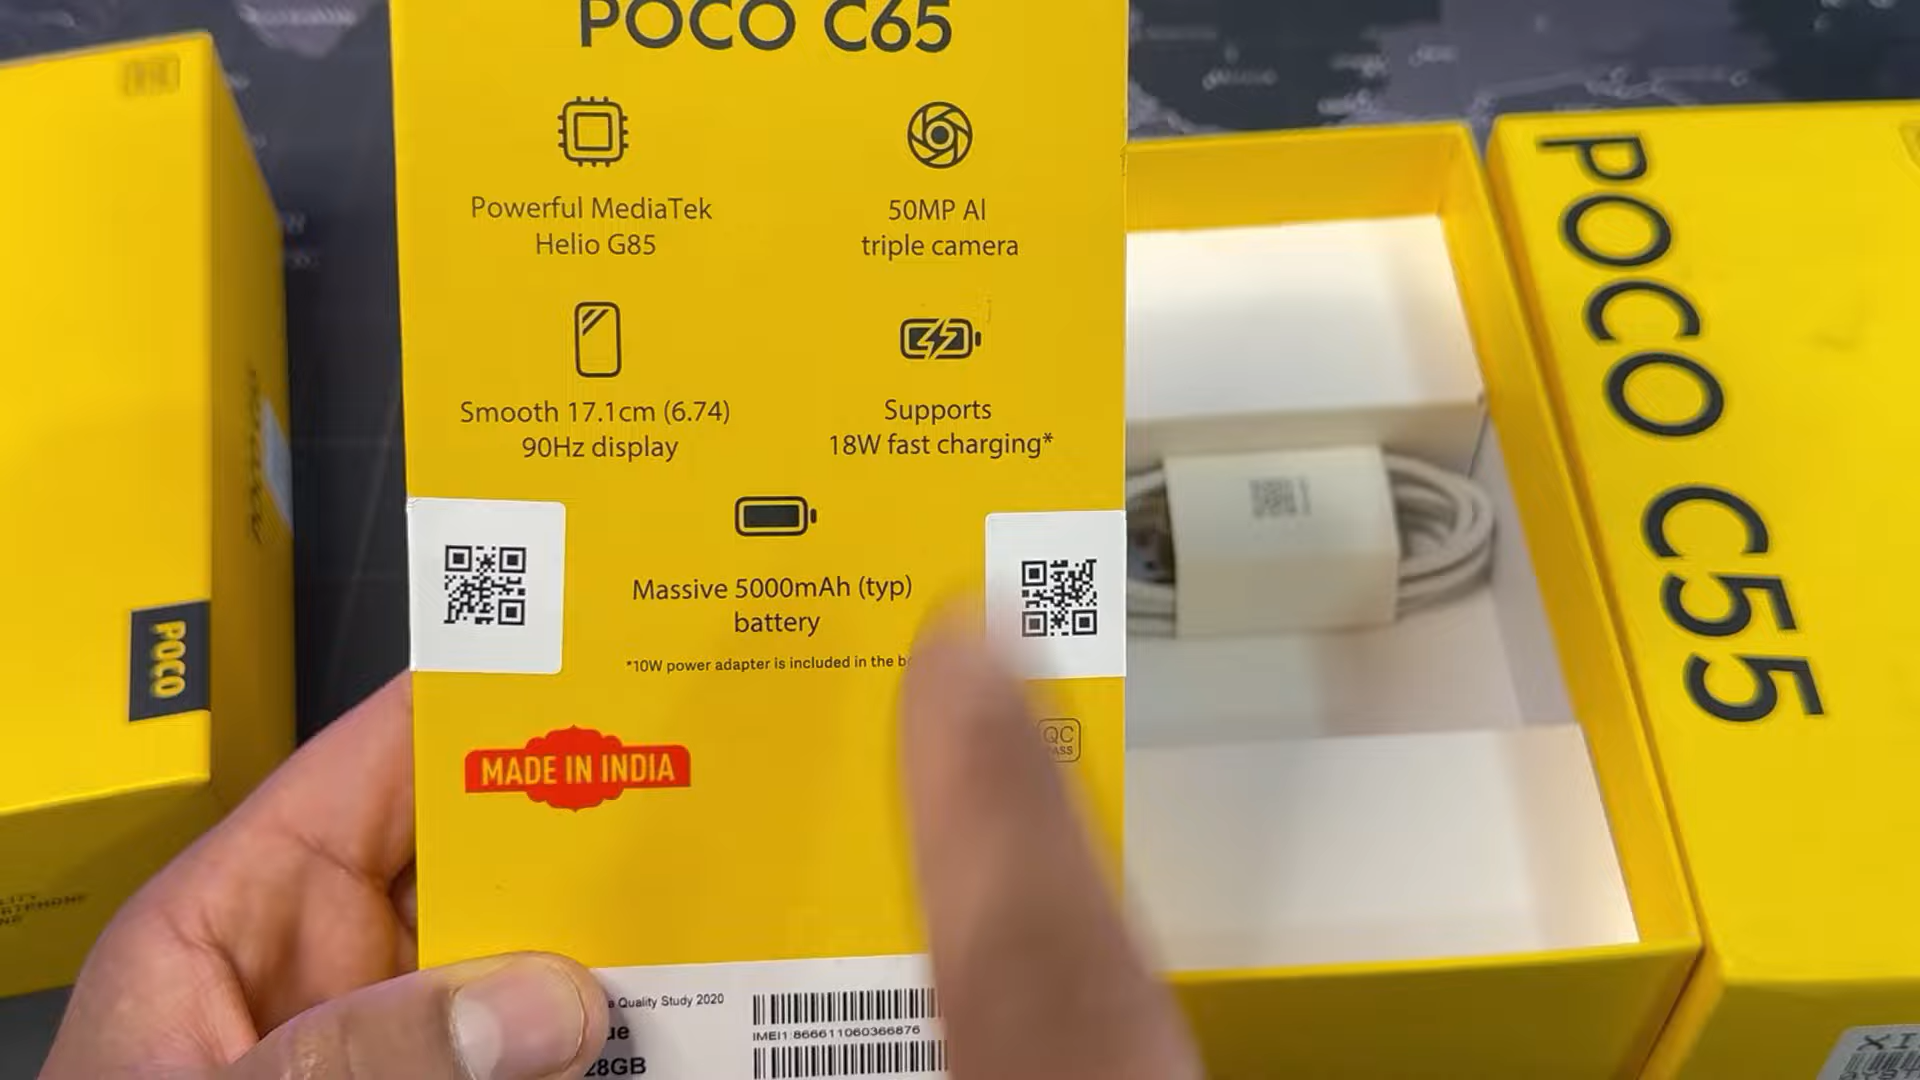 POCO C65
Powerful MediaTek
Helio G85
50MP AI
triple camera
Smooth 17.1cm (6.74)
90Hz display
Supports
18W fast charging*
Massive 5000mAh (typ)
battery
*10W power adapter is included in the
MADE IN INDIA
QC
PASS
Quality Study 2020
IMEI1:866611060366876
28GB
POCO
POCO C55
XI